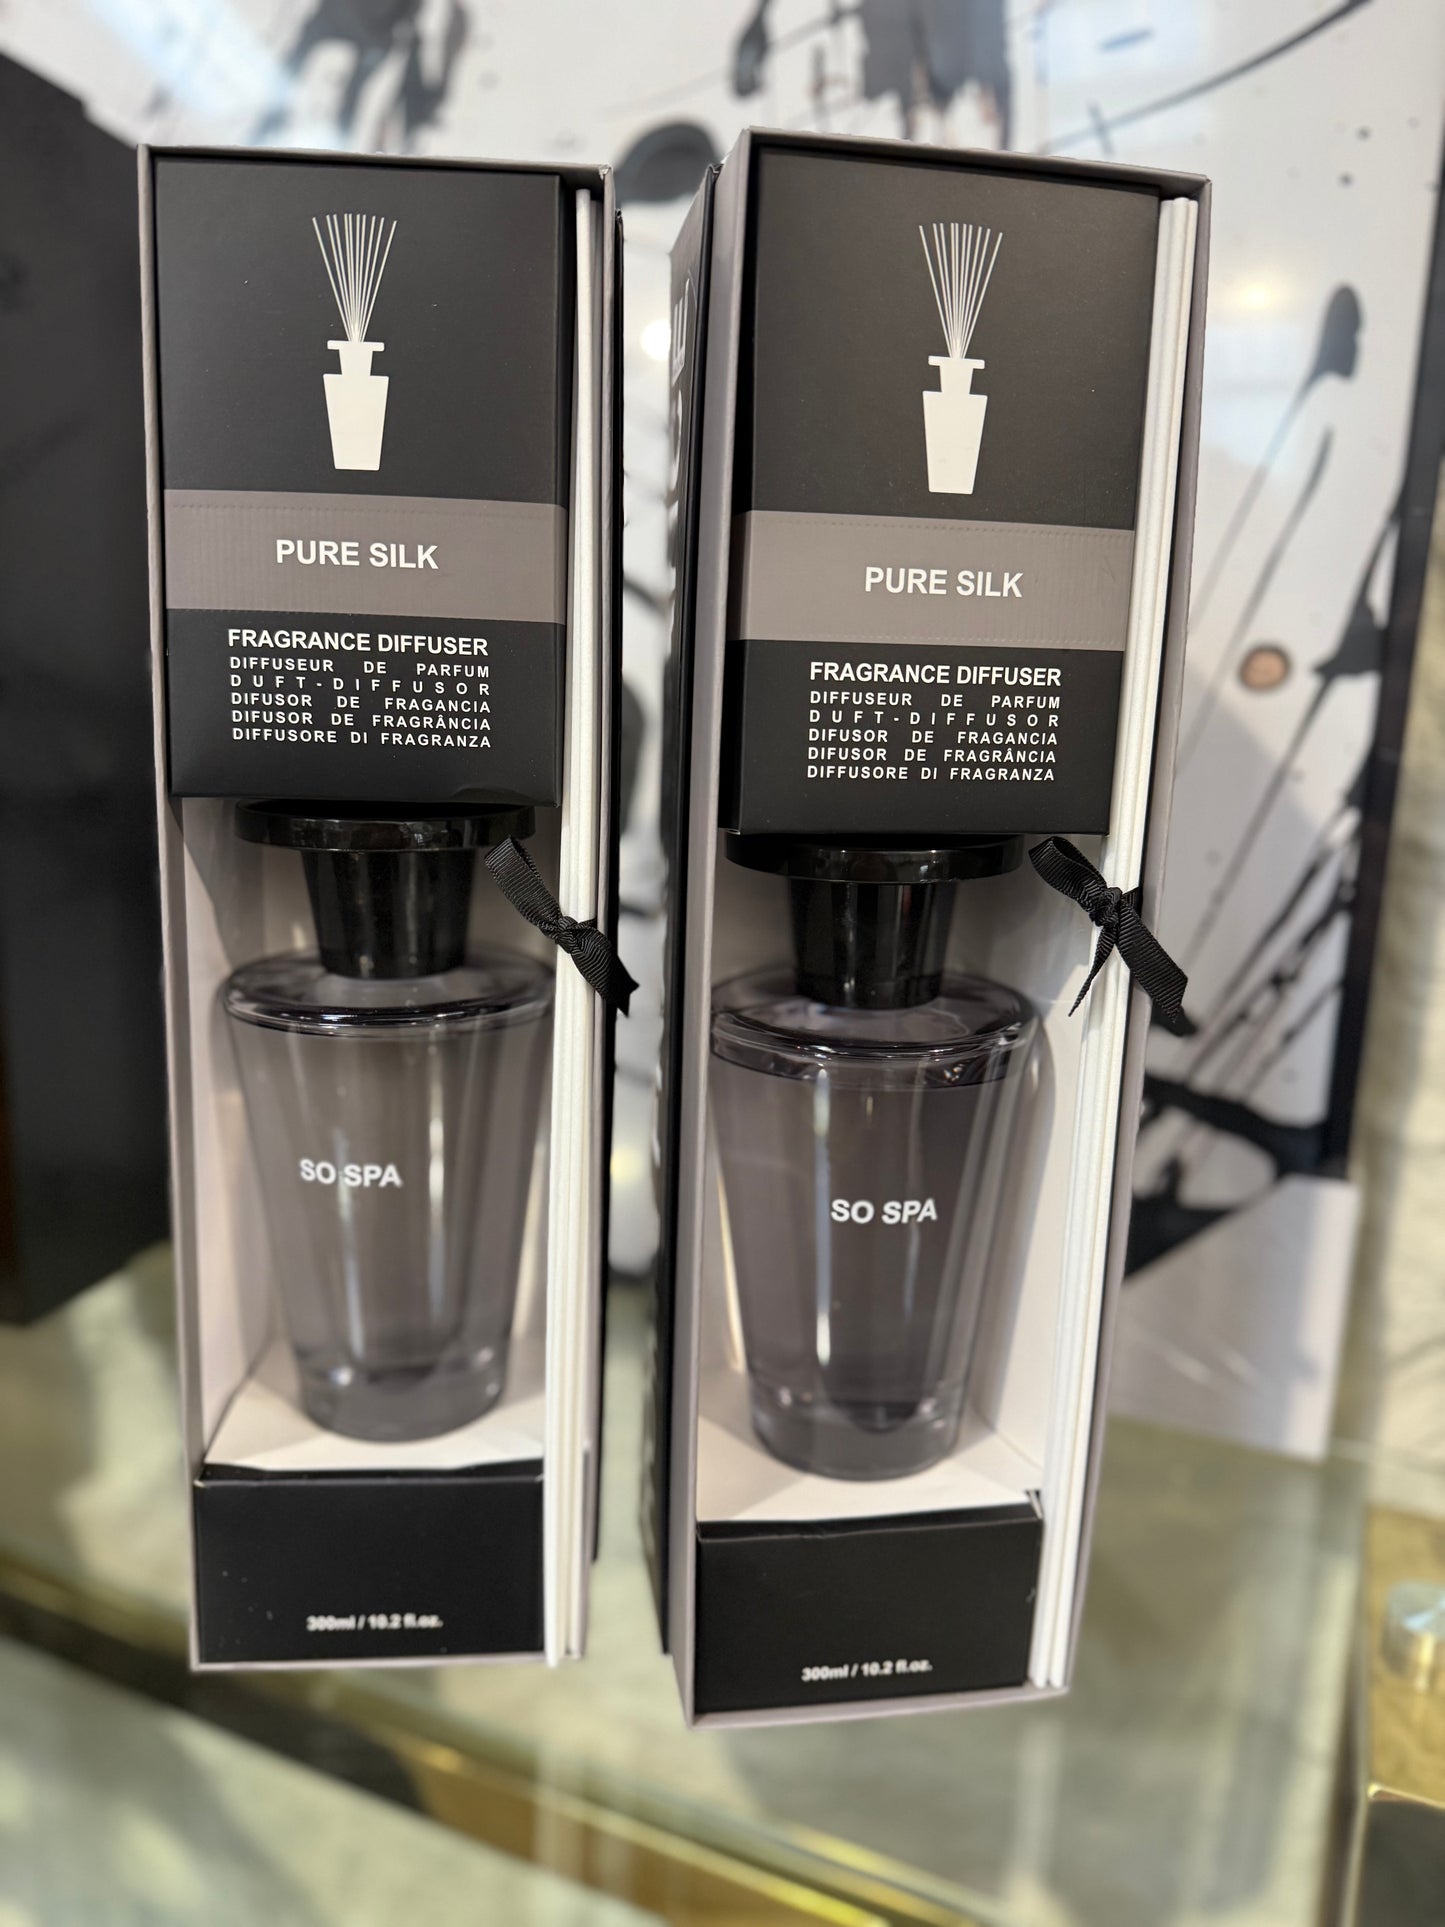 PURE SILK
FRAGRANCE DIFFUSER
DIFFUSEUR DE PARFUM
DUFT-DIFFUSOR
DIFUSOR DE FRAGANCIA
DIFUSOR DE FRAGRÂNCIA
DIFFUSORE DI FRAGRANZA
SO SPA
300ml / 10.2 fl.oz.
PURE SILK
FRAGRANCE DIFFUSER
DIFFUSEUR DE PARFUM
DUFT-DIFFUSOR
DIFUSOR DE FRAGANCIA
DIFUSOR DE FRAGRÂNCIA
DIFFUSORE DI FRAGRANZA
SO SPA
300ml / 10.2 fl.oz.